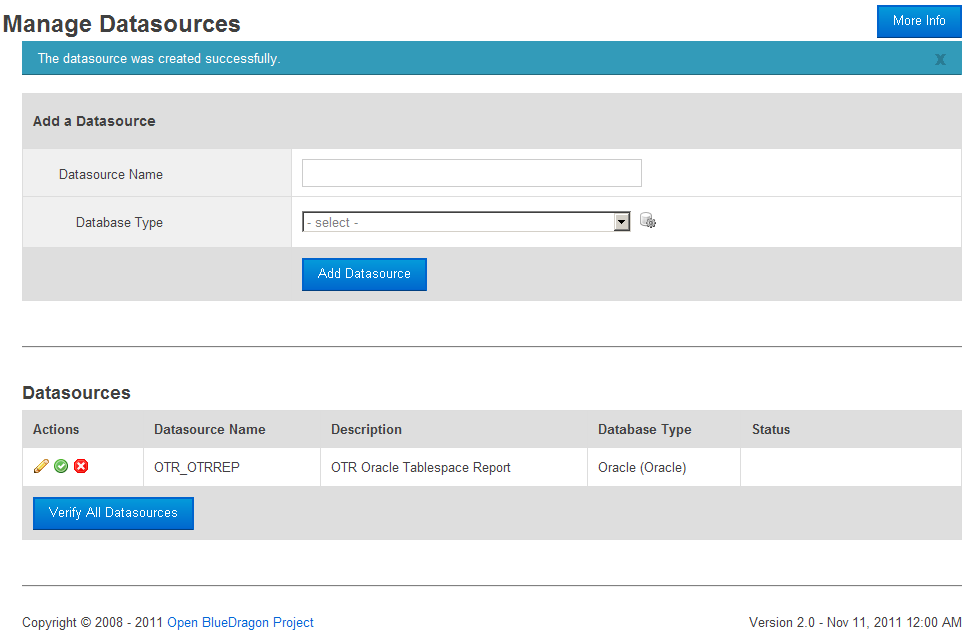 Manage Datasources
More Info
The datasource was created successfully.
X
Add a Datasource
Datasource Name
Database Type
- select -
Add Datasource
Datasources
Actions Datasource Name Description Database Type Status
OTR_OTRREP OTR Oracle Tablespace Report Oracle (Oracle)
Verify All Datasources
Copyright © 2008 - 2011 Open BlueDragon Project
Version 2.0 - Nov 11, 2011 12:00 AM